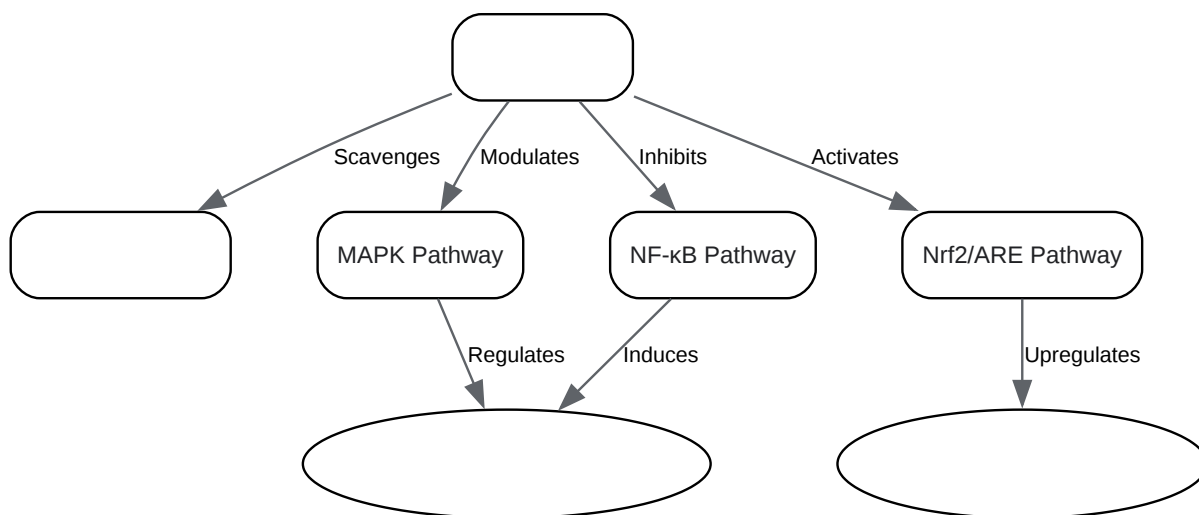 Scavenges
Modulates
Inhibits
Activates
MAPK Pathway
NF-κB Pathway
Nrf2/ARE Pathway
Regulates
Induces
Upregulates